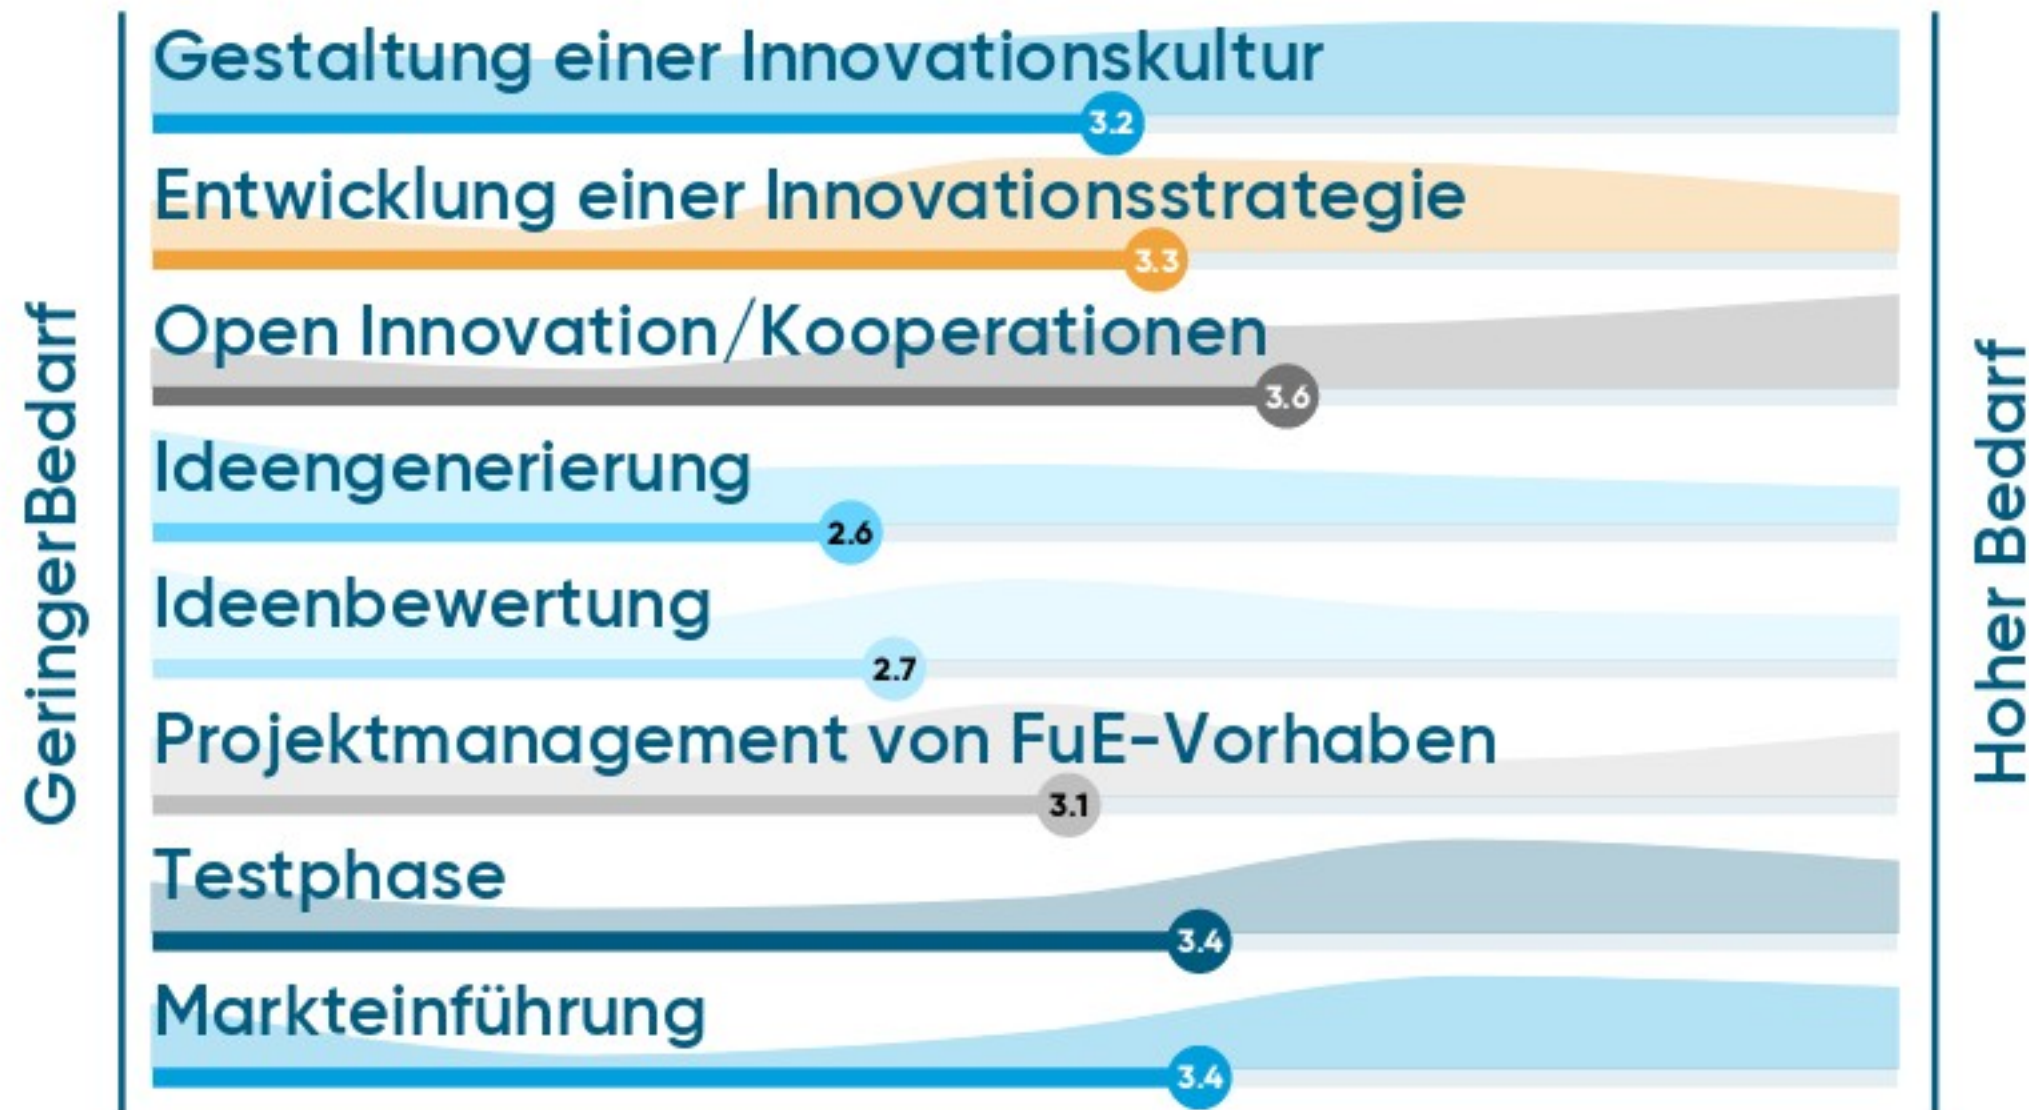 Gestaltung einer Innovationskultur
3.2
Entwicklung einer Innovationsstrategie
3.3
Open Innovation/Kooperationen
3.6
Ideengenerierung
2.6
Ideenbewertung
2.7
Projektmanagement von FuE-Vorhaben
3.1
Testphase
3.4
Markteinführung
3.4
GeringerBedarf
Hoher Bedarf